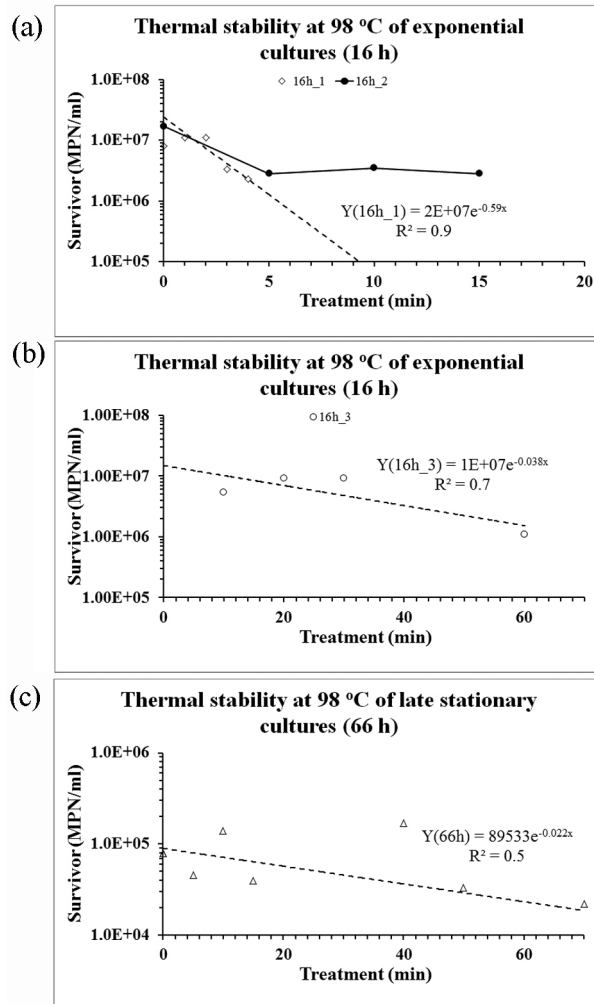 (a)
Thermal stability at 98 °C of exponential
cultures (16 h)
16h_1 16h_2
1.0E+08
1.0E+07
1.0E+06
1.0E+05
Survivor (MPN/ml)
Y(16h_1) = 2E+07e-0.59x
R² = 0.9
0 5 10 15 20
Treatment (min)
(b)
Thermal stability at 98 °C of exponential
cultures (16 h)
1.00E+08
1.00E+07
1.00E+06
1.00E+05
Survivor (MPN/ml)
16h_3
Y(16h_3) = 1E+07e-0.038x
R² = 0.7
0 20 40 60
Treatment (min)
(c)
Thermal stability at 98 °C of late stationary
cultures (66 h)
1.0E+06
1.0E+05
1.0E+04
Survivor (MPN/ml)
Y(66h) = 89533e-0.022x
R² = 0.5
0 20 40 60
Treatment (min)